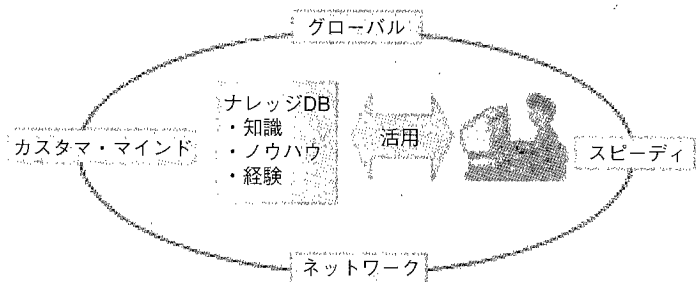 グローバル
ナレッジDB
・知識
・ノウハウ
・経験
活用
カスタマ・マインド
スピーディ
ネットワーク